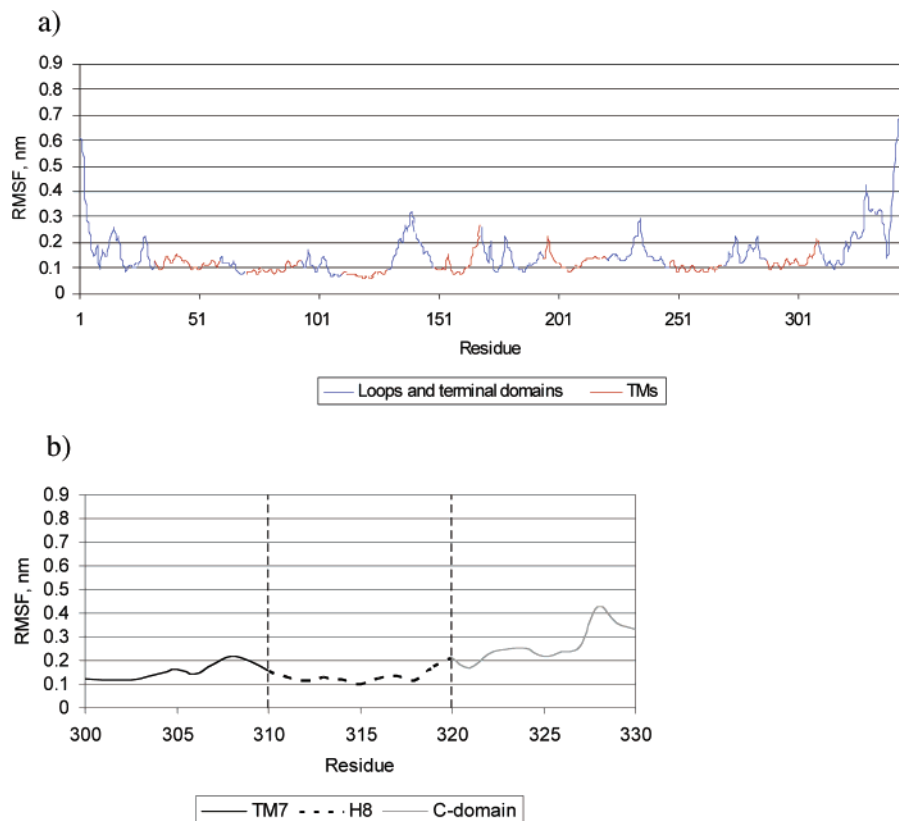 a)
0.9
0.8
0.7
0.6
0.5
0.4
0.3
0.2
0.1
0
RMSF, nm
1 51 101 151 201 251 301
Residue
Loops and terminal domains TMs
b)
0.9
0.8
0.7
0.6
0.5
0.4
0.3
0.2
0.1
0
RMSF, nm
300 305 310 315 320 325 330
Residue
TM7 H8 C-domain